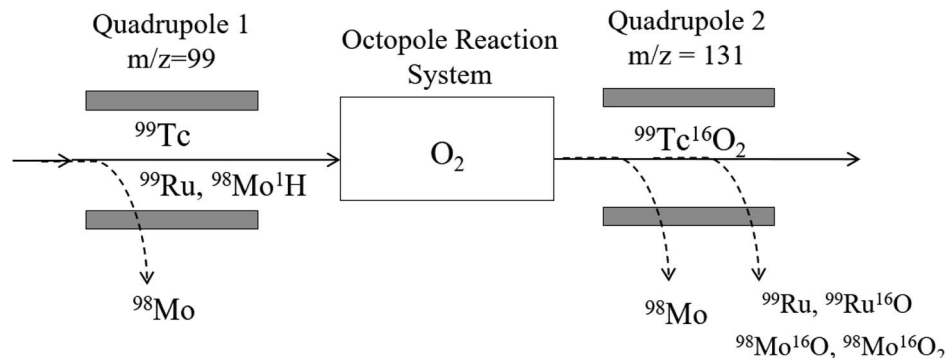 Quadrupole 1
m/z=99
Octopole Reaction
System
Quadrupole 2
m/z = 131
⁹⁹Tc
⁹⁹Ru, ⁹⁸Mo¹H
O₂
⁹⁹Tc¹⁶O₂
⁹⁸Mo
⁹⁸Mo
⁹⁹Ru, ⁹⁹Ru¹⁶O
⁹⁸Mo¹⁶O, ⁹⁸Mo¹⁶O₂